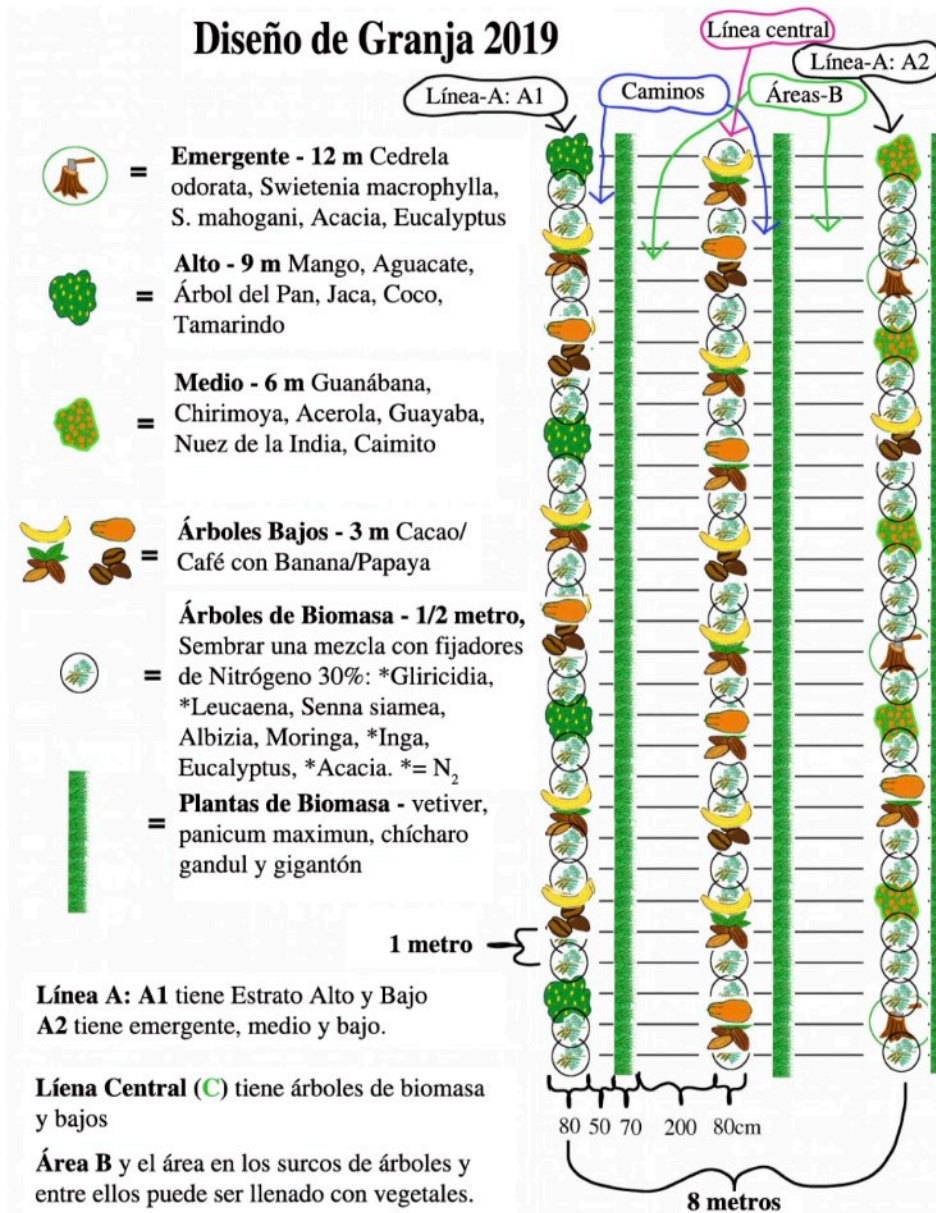 Diseño de Granja 2019
Línea central
Línea-A: A2
Línea-A: A1
Caminos
Áreas-B
= Emergente - 12 m Cedrela
odorata, Swietenia macrophylla,
S. mahogani, Acacia, Eucalyptus
= Alto - 9 m Mango, Aguacate,
Árbol del Pan, Jaca, Coco,
Tamarindo
= Medio - 6 m Guanábana,
Chirimoya, Acerola, Guayaba,
Nuez de la India, Caimito
= Árboles Bajos - 3 m Cacao/
Café con Banana/Papaya
= Árboles de Biomasa - 1/2 metro,
Sembrar una mezcla con fijadores
de Nitrógeno 30%: *Gliricidia,
*Leucaena, Senna siamea,
Albizia, Moringa, *Inga,
Eucalyptus, *Acacia. *= N₂
= Plantas de Biomasa - vetiver,
panicum maximun, chícharo
gandul y gigantón
1 metro
Línea A: A1 tiene Estrato Alto y Bajo
A2 tiene emergente, medio y bajo.
Líena Central (C) tiene árboles de biomasa
y bajos
Área B y el área en los surcos de árboles y
entre ellos puede ser llenado con vegetales.
80 50 70 200 80cm
8 metros